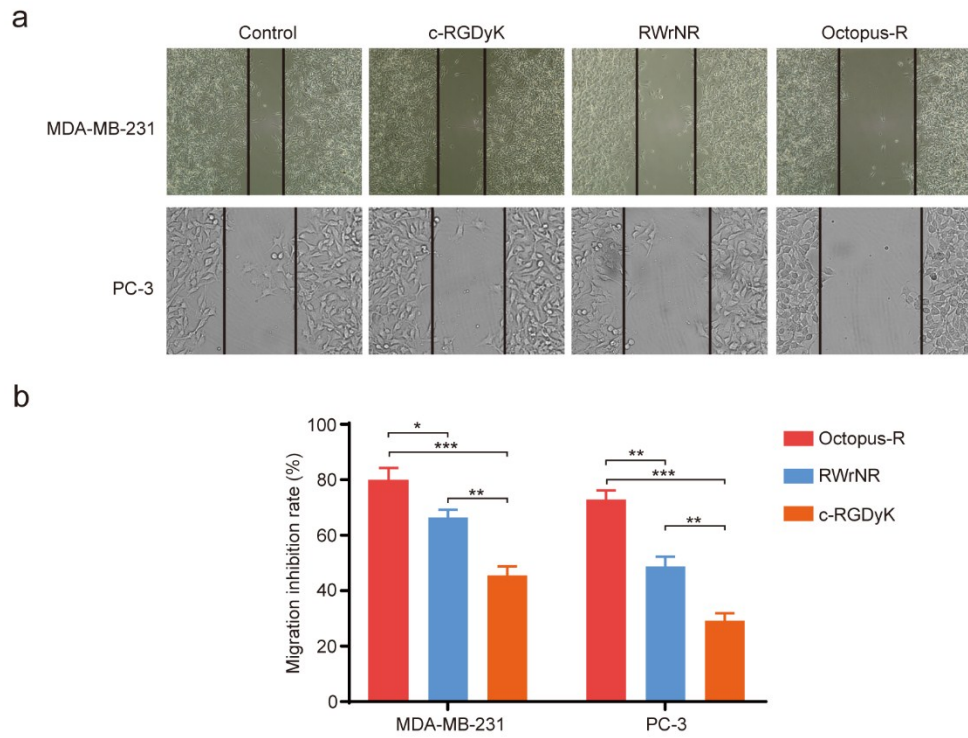 a
Control
c-RGDyK
RWrNR
Octopus-R
MDA-MB-231
PC-3
b
Migration inhibition rate (%)
100
80
60
40
20
0
*
***
**
**
***
**
MDA-MB-231
PC-3
Octopus-R
RWrNR
c-RGDyK